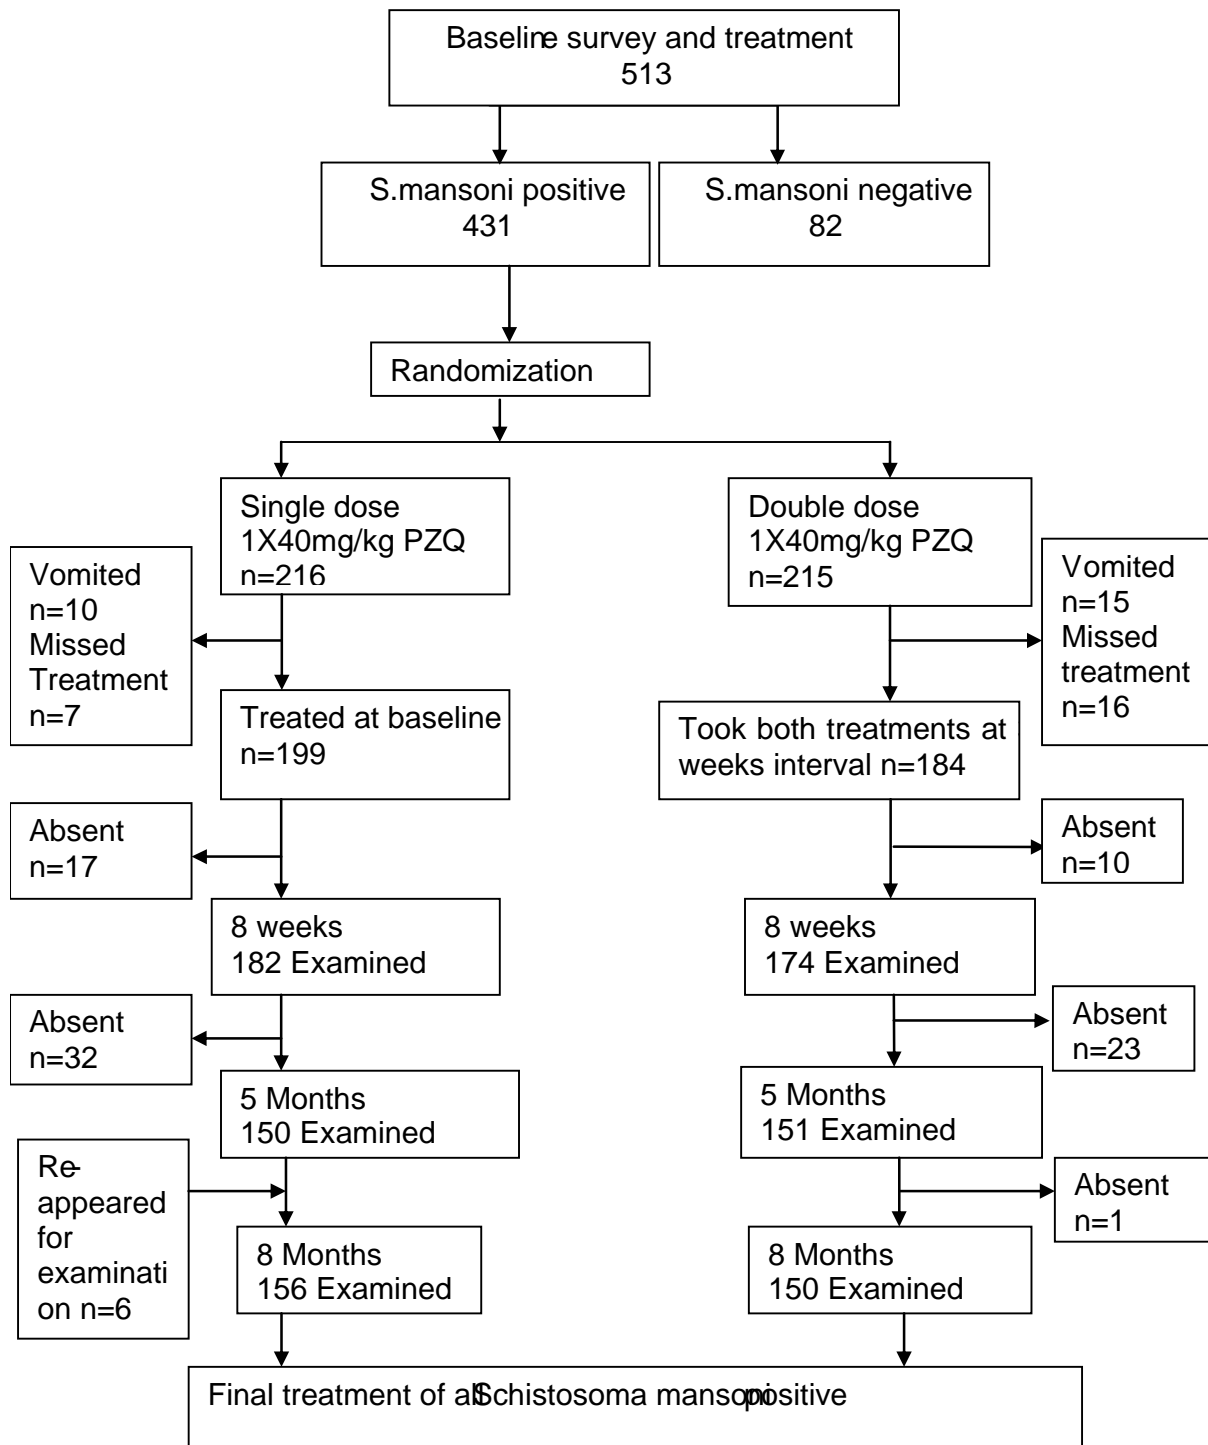 Baseline survey and treatment
513
S.mansoni positive
431
S.mansoni negative
82
Randomization
Single dose
1X40mg/kg PZQ
n=216
Double dose
1X40mg/kg PZQ
n=215
Vomited
n=10
Missed
Treatment
n=7
Vomited
n=15
Missed
treatment
n=16
Treated at baseline
n=199
Took both treatments at
weeks interval n=184
Absent
n=17
Absent
n=10
8 weeks
182 Examined
8 weeks
174 Examined
Absent
n=32
Absent
n=23
5 Months
150 Examined
5 Months
151 Examined
Re-
appeared
for
examinati
on n=6
Absent
n=1
8 Months
156 Examined
8 Months
150 Examined
Final treatment of all Schistosoma mansoni positive